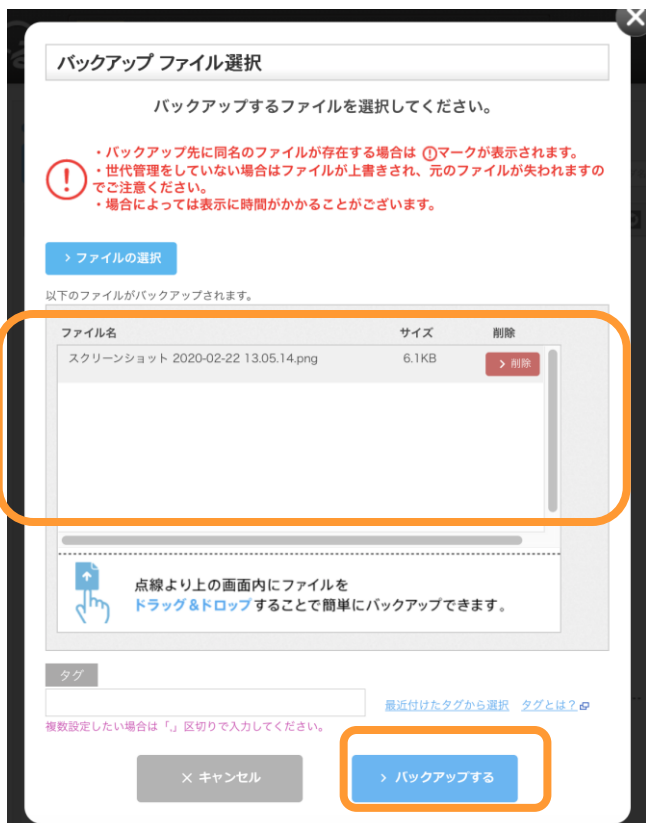 バックアップ ファイル選択
バックアップするファイルを選択してください。
・バックアップ先に同名のファイルが存在する場合は ①マークが表示されます。
・世代管理をしていない場合はファイルが上書きされ、元のファイルが失われますの
でご注意ください。
・場合によっては表示に時間がかかることがございます。
> ファイルの選択
以下のファイルがバックアップされます。
ファイル名 サイズ 削除
スクリーンショット 2020-02-22 13.05.14.png 6.1KB > 削除
点線より上の画面内にファイルを
ドラッグ&ドロップすることで簡単にバックアップできます。
タグ
最近付けたタグから選択 タグとは?
複数設定したい場合は「,」区切りで入力してください。
× キャンセル > バックアップする